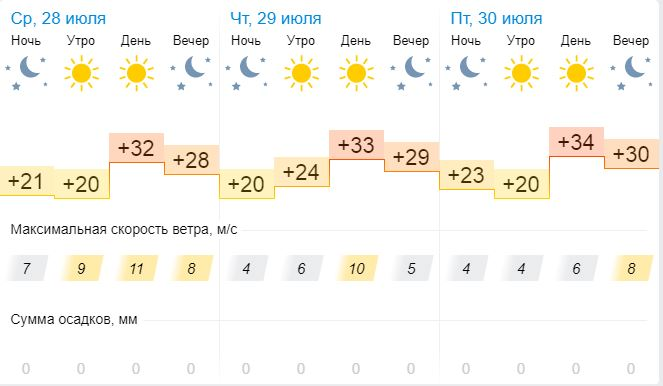 Ср, 28 июля Чт, 29 июля Пт, 30 июля
Ночь Утро День Вечер Ночь Утро День Вечер Ночь Утро День Вечер
+21 +20 +32 +28 +20 +24 +33 +29 +23 +20 +34 +30
Максимальная скорость ветра, м/с
7 9 11 8 4 6 10 5 4 4 6 8
Сумма осадков, мм
0 0 0 0 0 0 0 0 0 0 0 0